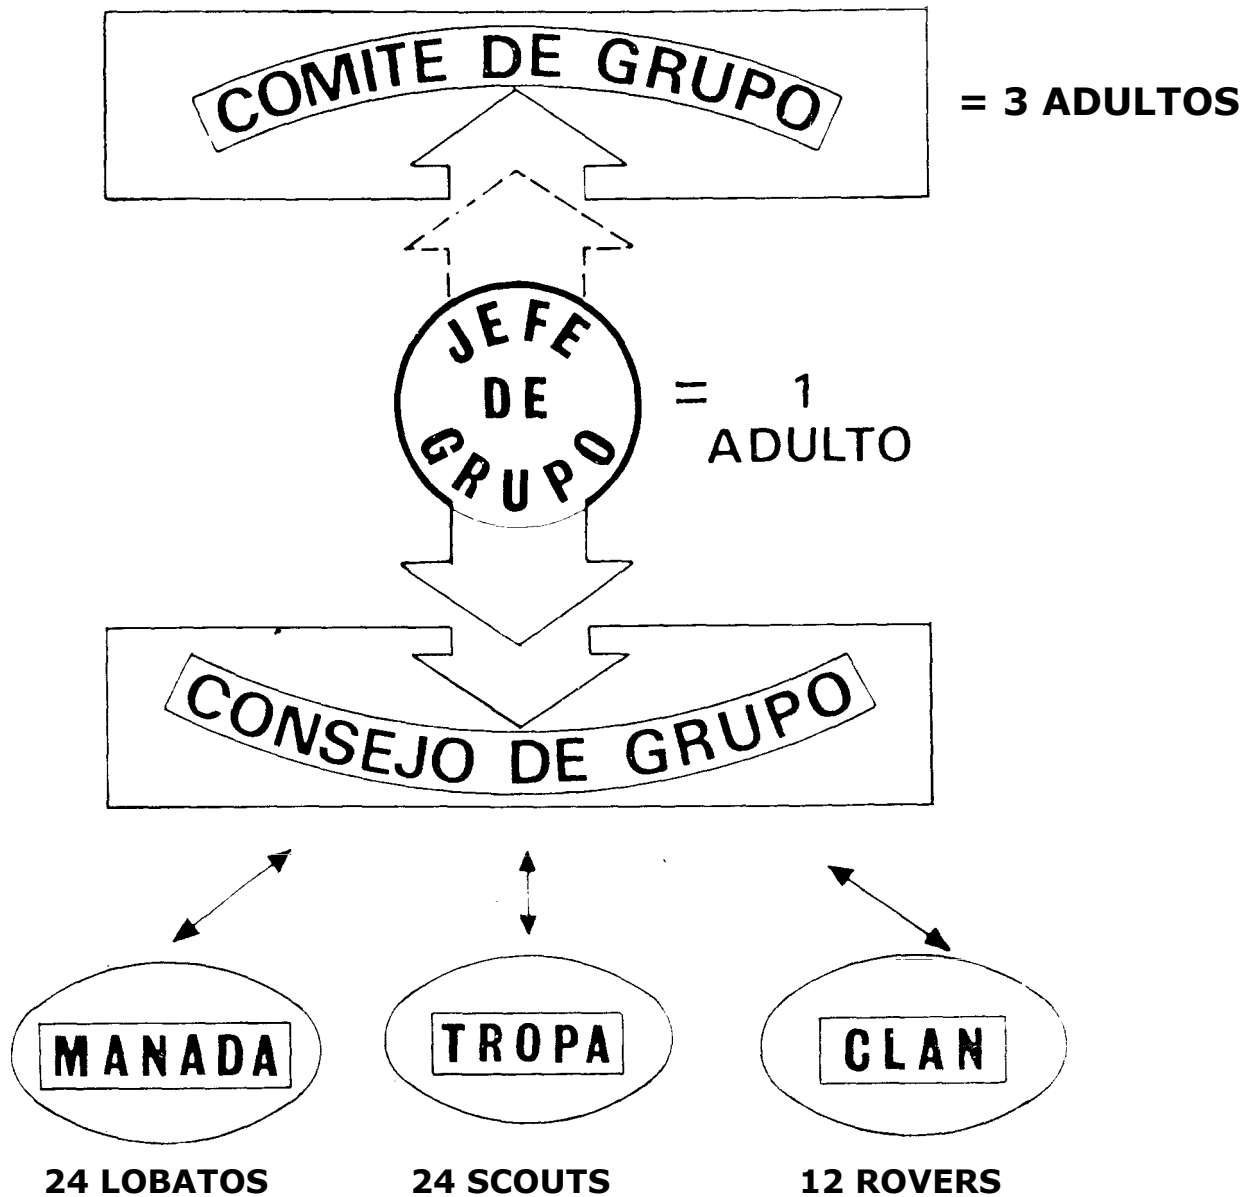 COMITE DE GRUPO
= 3 ADULTOS
JEFE
DE
GRUPO
= 1
ADULTO
CONSEJO DE GRUPO
MANADA
TROPA
CLAN
24 LOBATOS
24 SCOUTS
12 ROVERS